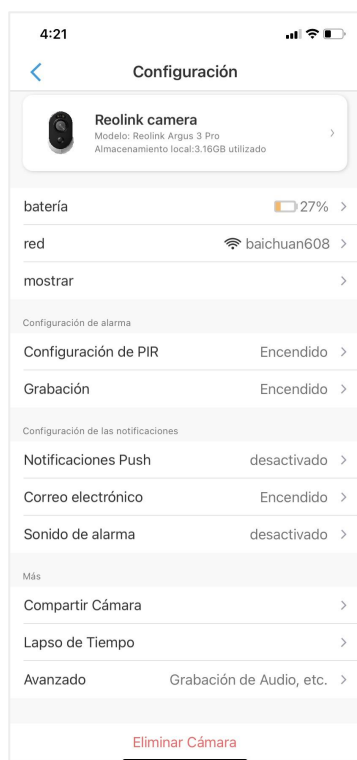 4:21
Configuración
Reolink camera
Modelo: Reolink Argus 3 Pro
Almacenamiento local:3.16GB utilizado
batería 27%
red baichuan608
mostrar
Configuración de alarma
Configuración de PIR Encendido
Grabación Encendido
Configuración de las notificaciones
Notificaciones Push desactivado
Correo electrónico Encendido
Sonido de alarma desactivado
Más
Compartir Cámara
Lapso de Tiempo
Avanzado Grabación de Audio, etc.
Eliminar Cámara